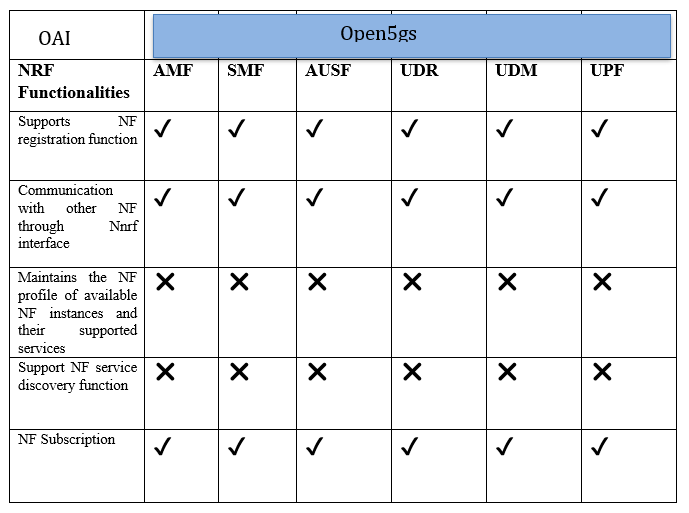 OAI Open5gs
NRF AMF SMF AUSF UDR UDM UPF
Functionalities
Supports NF ✓ ✓ ✓ ✓ ✓ ✓
registration function
Communication ✓ ✓ ✓ ✓ ✓ ✓
with other NF
through Nnrf
interface
Maintains the NF ✕ ✕ ✕ ✕ ✕ ✕
profile of available
NF instances and
their supported
services
Support NF service ✕ ✕ ✕ ✕ ✕ ✕
discovery function
NF Subscription ✓ ✓ ✓ ✓ ✓ ✓